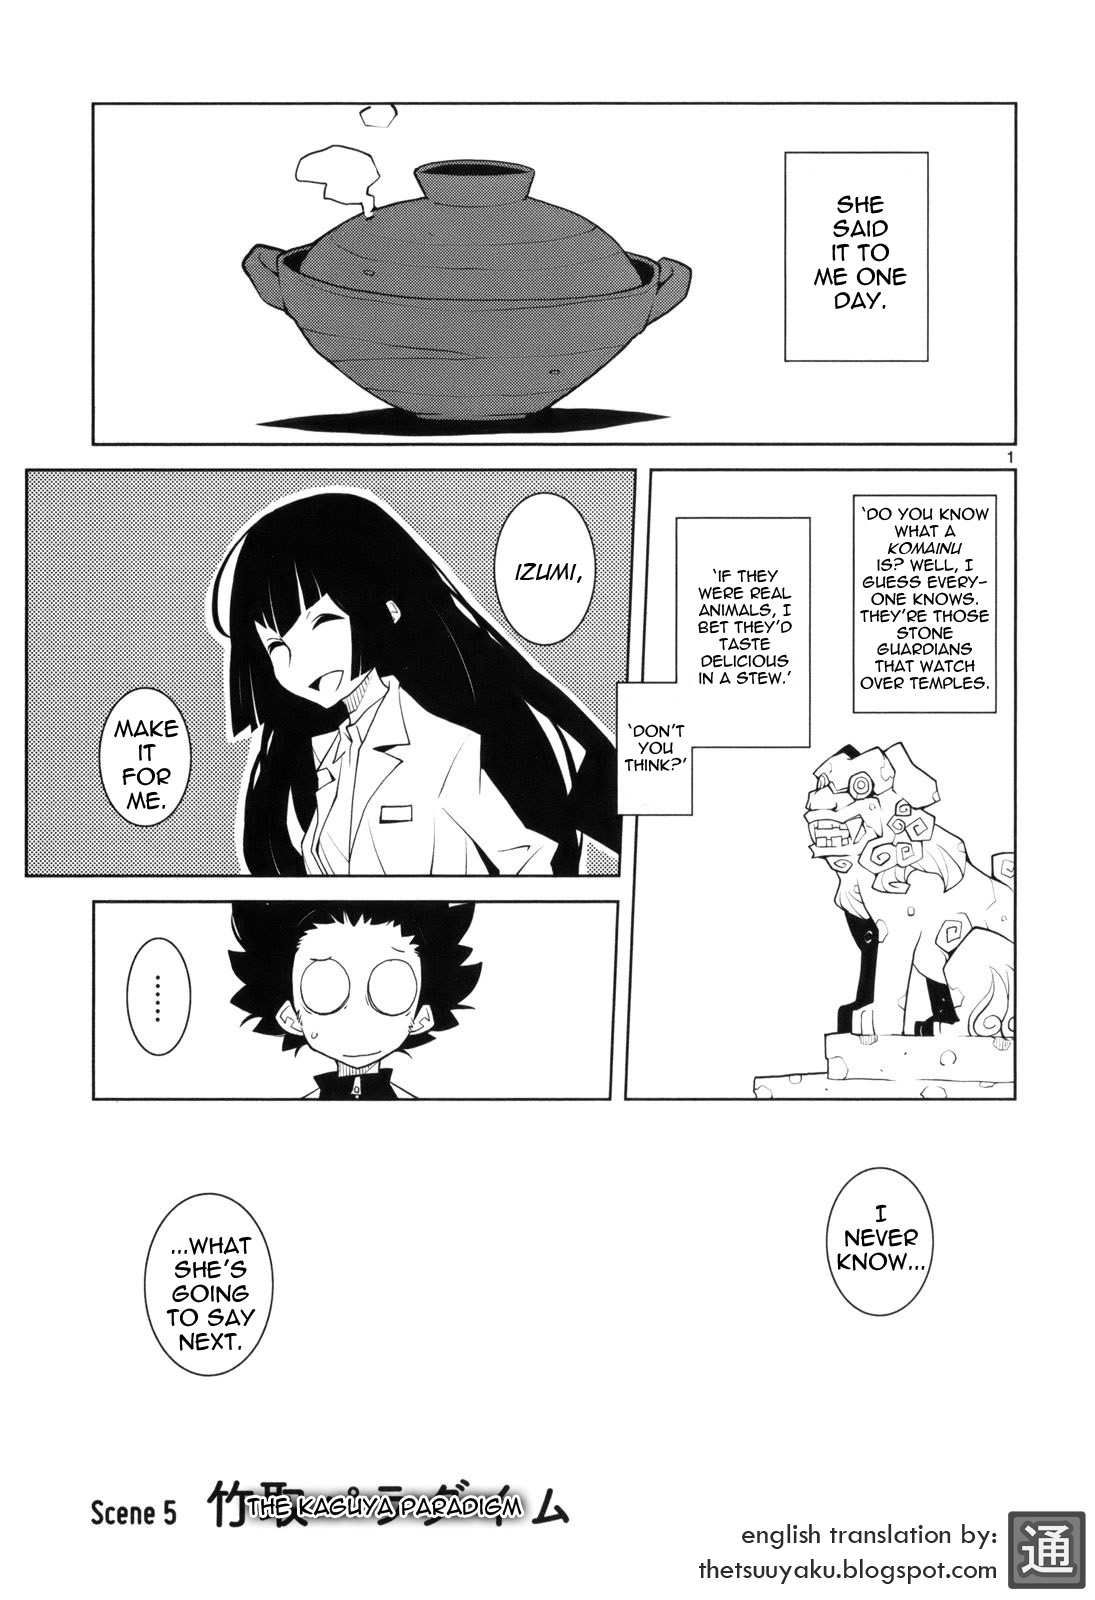 SHE
SAID
IT TO
ME ONE
DAY.
1
'DO YOU KNOW
WHAT A
KOMAINU
IS? WELL, I
GUESS EVERY-
ONE KNOWS.
THEY'RE THOSE
STONE
GUARDIANS
THAT WATCH
OVER TEMPLES.
'IF THEY
WERE REAL
ANIMALS, I
BET THEY'D
TASTE
DELICIOUS
IN A STEW.'
'DON'T
YOU
THINK?'
IZUMI,
MAKE
IT
FOR
ME.
......
I
NEVER
KNOW...
...WHAT
SHE'S
GOING
TO SAY
NEXT.
Scene 5 竹取パラダイム
THE KAGUYA PARADIGM
english translation by:
thetsuuyaku.blogspot.com
通